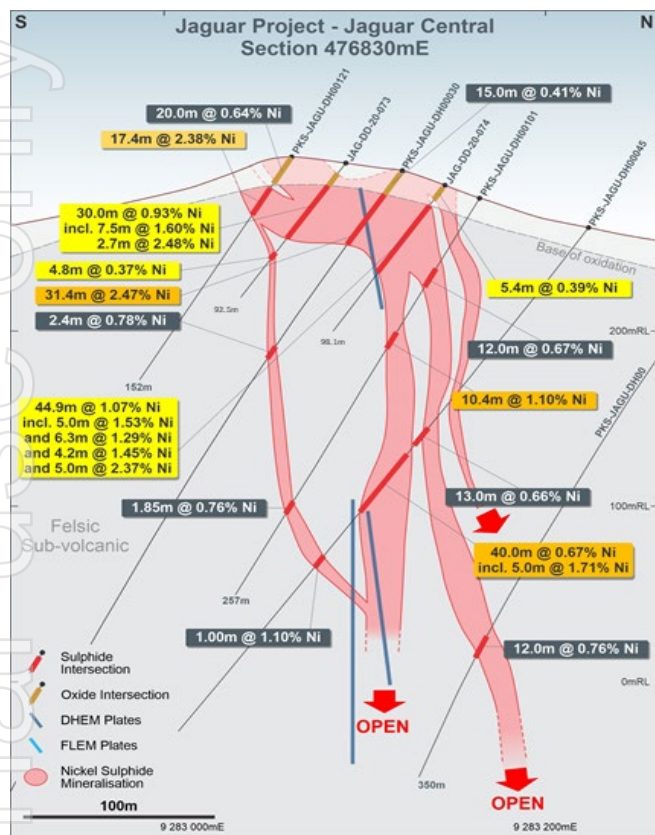 S
Jaguar Project - Jaguar Central
N
Section 476830mE
20.0m @ 0.64% Ni
PKS-JAGU-DH00121
JAG-DD-20-073
PKS-JAGU-DH00030
15.0m @ 0.41% Ni
JAG-DD-20-074
PKS-JAGU-DH00101
PKS-JAGU-DH00045
17.4m @ 2.38% Ni
30.0m @ 0.93% Ni
incl. 7.5m @ 1.60% Ni
2.7m @ 2.48% Ni
Base of oxidation
4.8m @ 0.37% Ni
5.4m @ 0.39% Ni
31.4m @ 2.47% Ni
92.3m
2.4m @ 0.78% Ni
98.1m
200mRL
12.0m @ 0.67% Ni
152m
PKS-JAGU-DH00
44.9m @ 1.07% Ni
incl. 5.0m @ 1.53% Ni
and 6.3m @ 1.29% Ni
and 4.2m @ 1.45% Ni
and 5.0m @ 2.37% Ni
10.4m @ 1.10% Ni
1.85m @ 0.76% Ni
13.0m @ 0.66% Ni
100mRL
Felsic
Sub-volcanic
40.0m @ 0.67% Ni
incl. 5.0m @ 1.71% Ni
257m
1.00m @ 1.10% Ni
12.0m @ 0.76% Ni
Sulphide
Intersection
0mRL
Oxide Intersection
DHEM Plates
OPEN
FLEM Plates
Nickel Sulphide
Mineralisation
350m
OPEN
100m
9 283 000mE
9 283 200mE